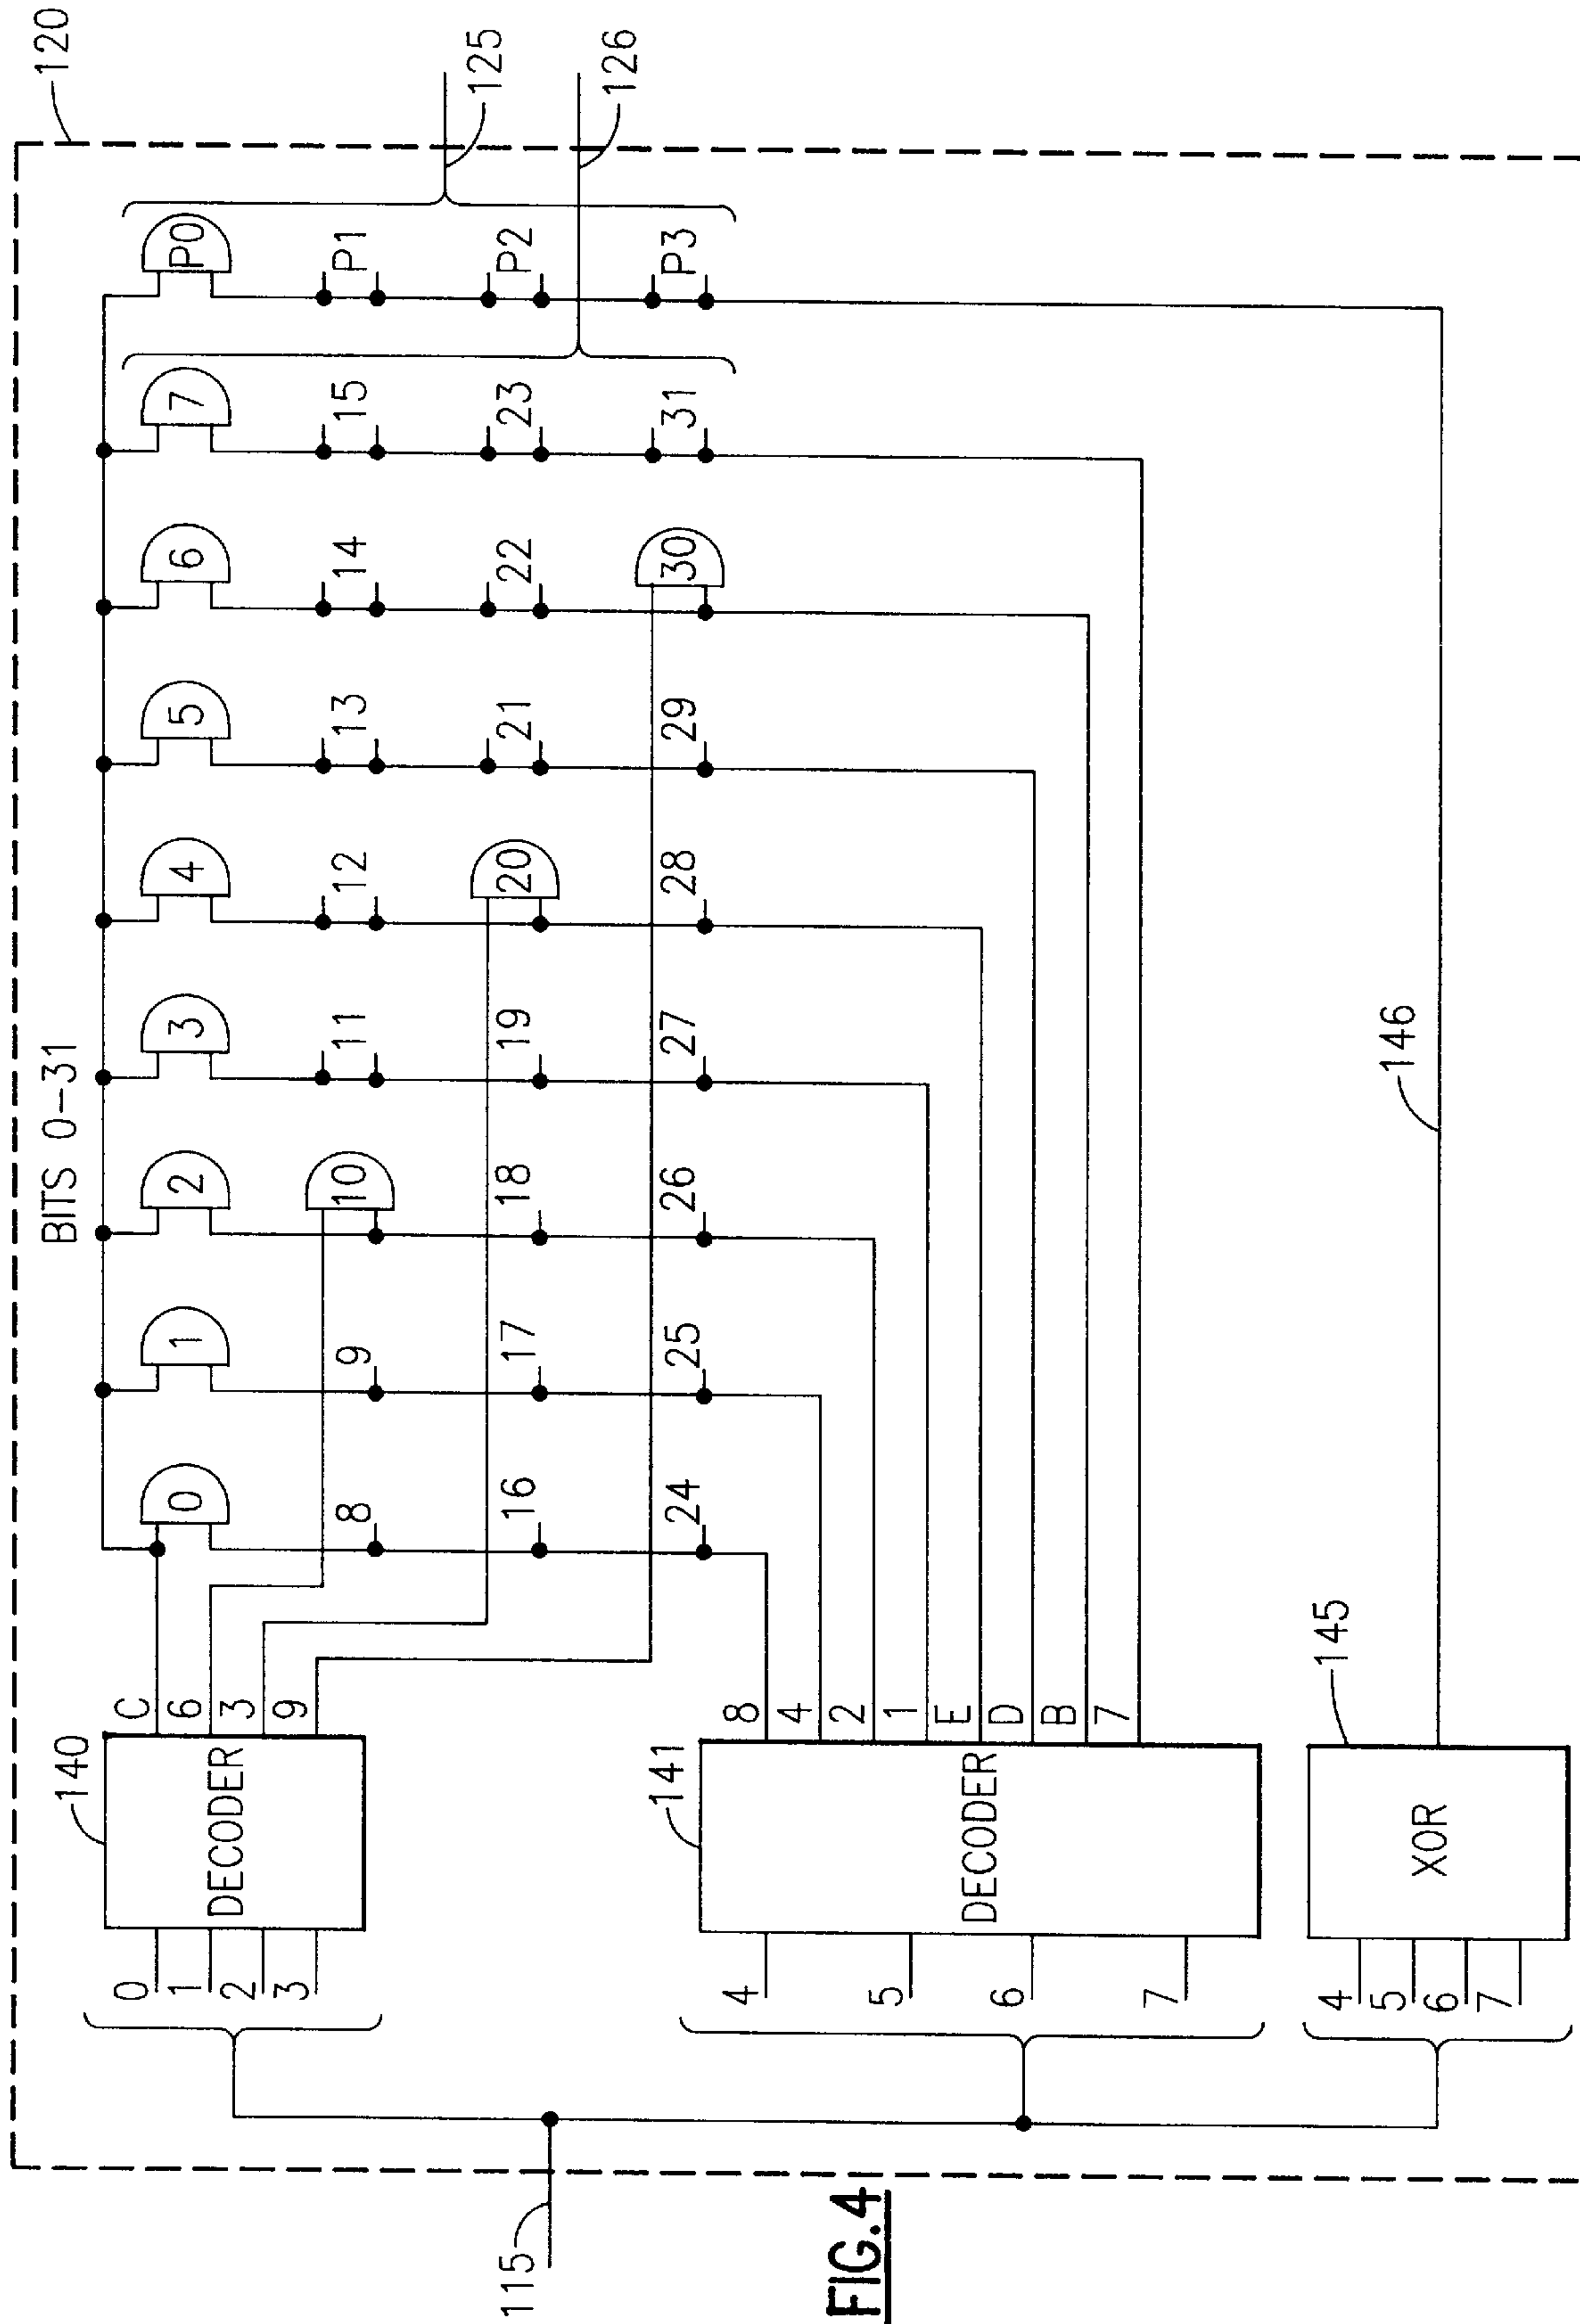 120
BITS 0-31
0 1 2 3 4 5 6 7 P0
8 9 10 11 12 13 14 15 P1
16 17 18 19 20 21 22 23 P2
24 25 26 27 28 29 30 31 P3
125
126
140
DECODER
0
1
2
3
C
6
3
9
141
DECODER
4
5
6
7
8
4
2
1
E
D
B
7
145
XOR
4
5
6
7
146
115
FIG.4